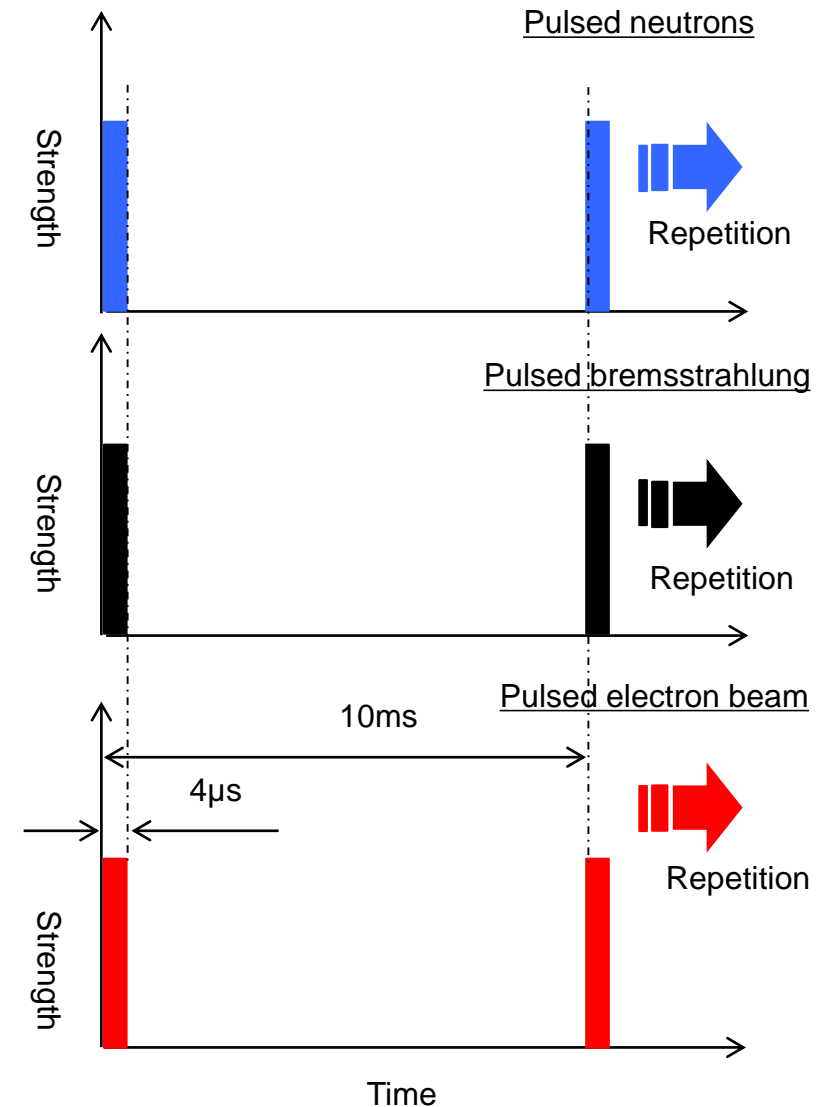 Pulsed neutrons
Strength
Repetition
Pulsed bremsstrahlung
Strength
Repetition
Pulsed electron beam
10ms
4μs
Repetition
Strength
Time